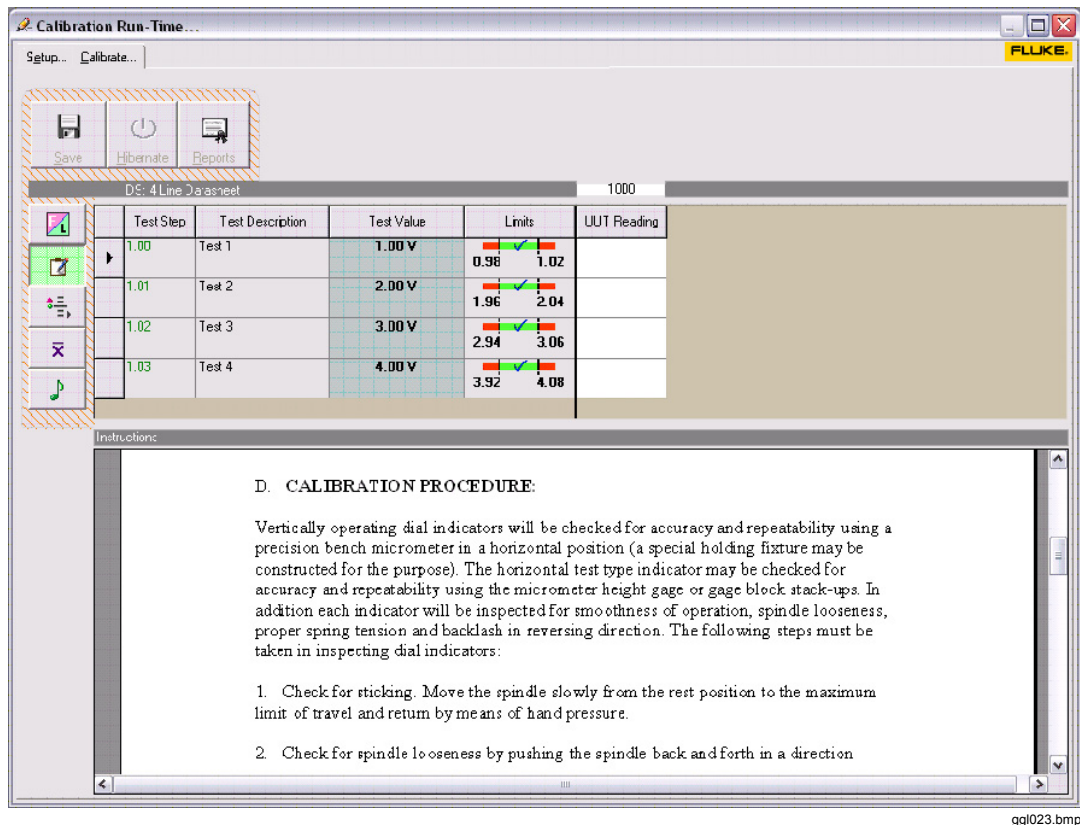 Calibration Run-Time...
Setup... Calibrate...
FLUKE.
Save Hibernate Reports
DS: 4 Line Datasheet 1000
Test Step Test Description Test Value Limits UUT Reading
1.00 Test 1 1.00 V 0.98 1.02
1.01 Test 2 2.00 V 1.96 2.04
1.02 Test 3 3.00 V 2.94 3.06
1.03 Test 4 4.00 V 3.92 4.08
L
x
Instructions
D. CALIBRATION PROCEDURE:
Vertically operating dial indicators will be checked for accuracy and repeatability using a
precision bench micrometer in a horizontal position (a special holding fixture may be
constructed for the purpose). The horizontal test type indicator may be checked for
accuracy and repeatability using the micrometer height gage or gage block stack-ups. In
addition each indicator will be inspected for smoothness of operation, spindle looseness,
proper spring tension and backlash in reversing direction. The following steps must be
taken in inspecting dial indicators:
1. Check for sticking. Move the spindle slowly from the rest position to the maximum
limit of travel and return by means of hand pressure.
2. Check for spindle looseness by pushing the spindle back and forth in a direction
gql023.bmp